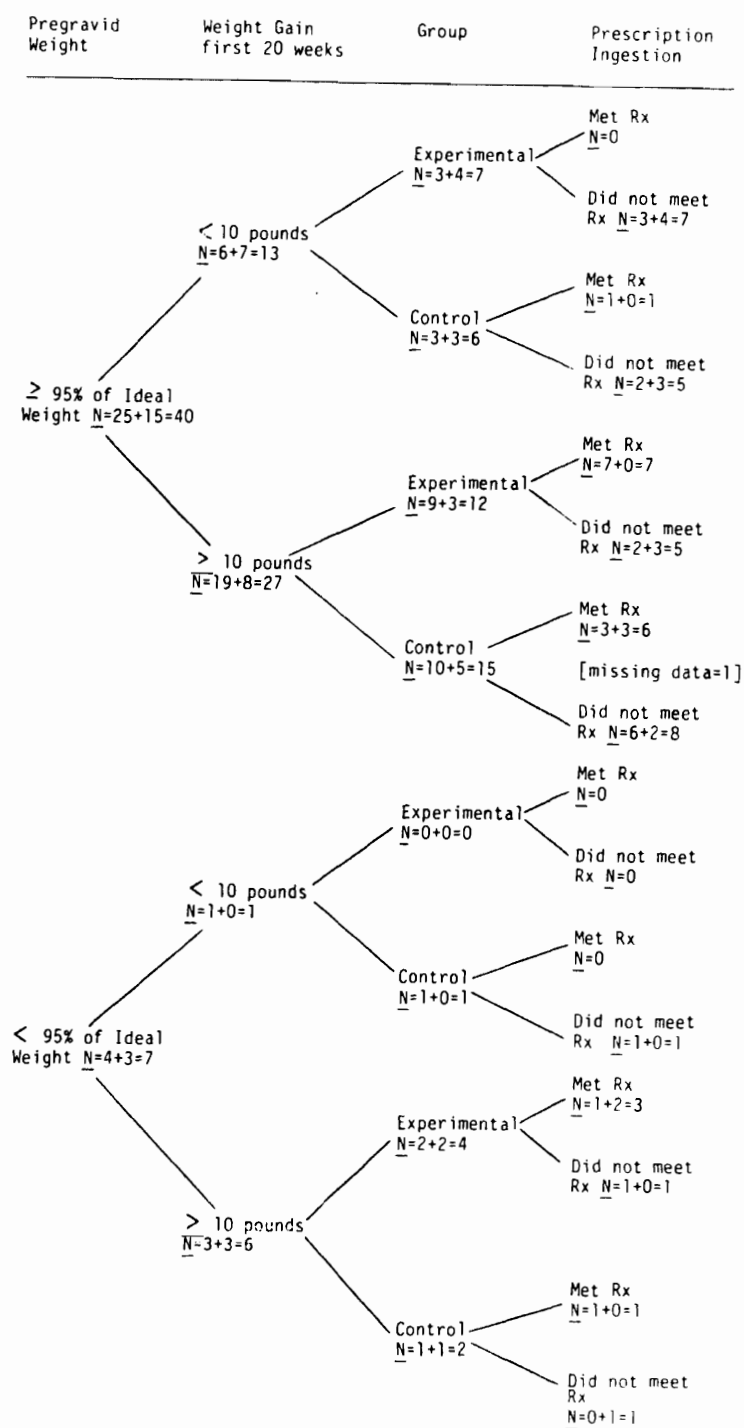 Pregravid Weight Gain Group Prescription
Weight first 20 weeks Ingestion
Met Rx
N=0
Experimental
N=3+4=7
Did not meet
Rx N=3+4=7
< 10 pounds
N=6+7=13
Met Rx
N=1+0=1
Control
N=3+3=6
Did not meet
Rx N=2+3=5
≥ 95% of Ideal
Weight N=25+15=40
Met Rx
N=7+0=7
Experimental
N=9+3=12
Did not meet
Rx N=2+3=5
≥ 10 pounds
N=19+8=27
Met Rx
N=3+3=6
Control
N=10+5=15
[missing data=1]
Did not meet
Rx N=6+2=8
Met Rx
N=0
Experimental
N=0+0=0
Did not meet
Rx N=0
< 10 pounds
N=1+0=1
Met Rx
N=0
Control
N=1+0=1
Did not meet
Rx N=1+0=1
< 95% of Ideal
Weight N=4+3=7
Met Rx
N=1+2=3
Experimental
N=2+2=4
Did not meet
Rx N=1+0=1
≥ 10 pounds
N=3+3=6
Met Rx
N=1+0=1
Control
N=1+1=2
Did not meet
Rx
N=0+1=1